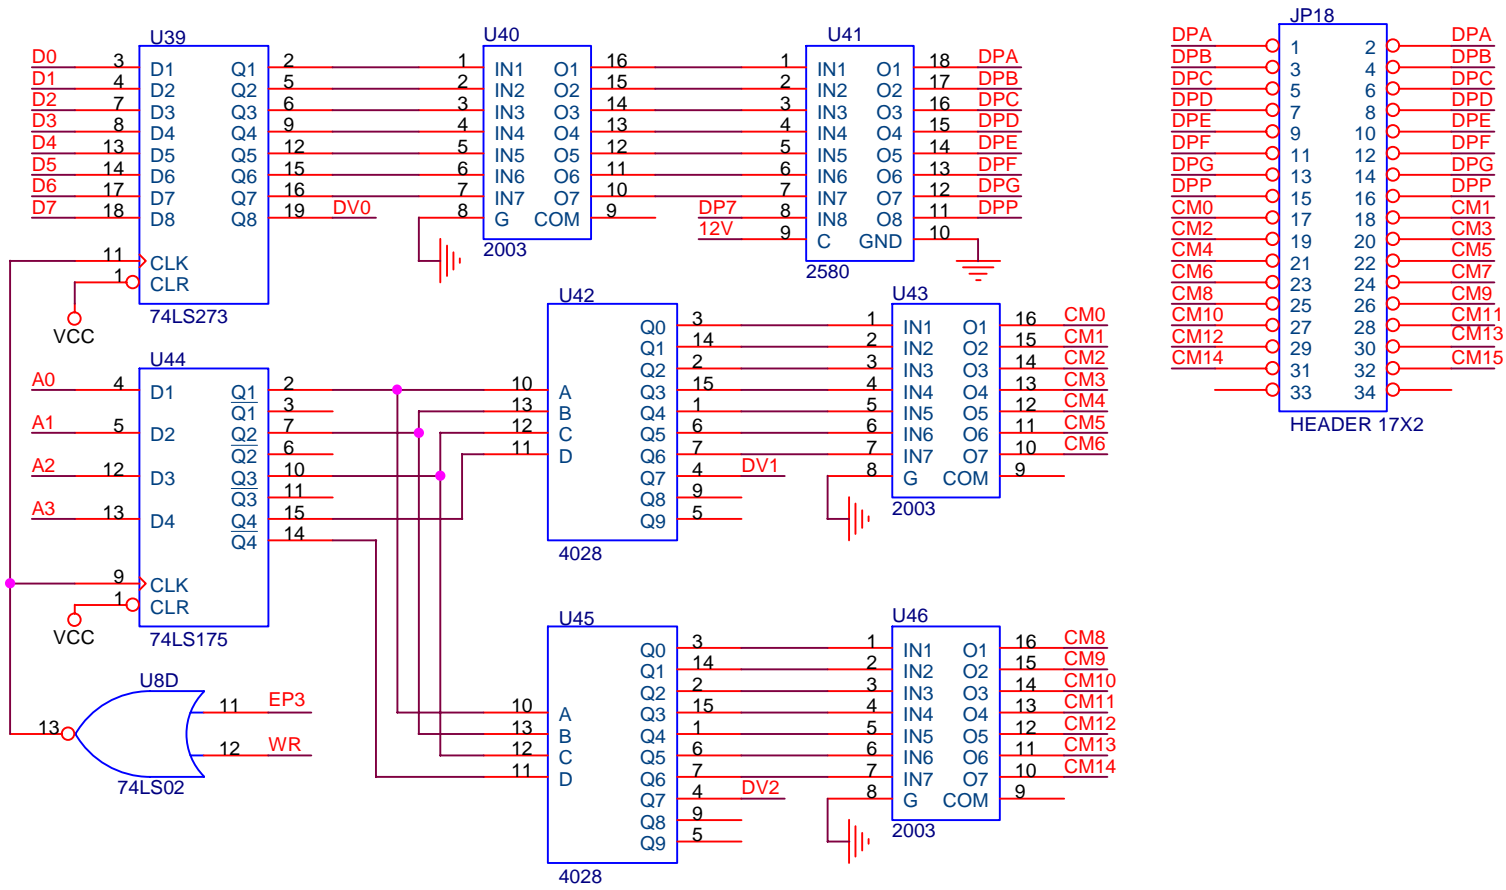 U39
D0 3 D1 Q1 2
D1 4 D2 Q2 5
D2 7 D3 Q3 6
D3 8 D4 Q4 9
D4 13 D5 Q5 12
D5 14 D6 Q6 15
D6 17 D7 Q7 16
D7 18 D8 Q8 19 DV0
11 CLK
1 CLR
VCC
74LS273
U40
1 IN1 O1 16
2 IN2 O2 15
3 IN3 O3 14
4 IN4 O4 13
5 IN5 O5 12
6 IN6 O6 11
7 IN7 O7 10
8 G COM 9
2003
U41
1 IN1 O1 18 DPA
2 IN2 O2 17 DPB
3 IN3 O3 16 DPC
4 IN4 O4 15 DPD
5 IN5 O5 14 DPE
6 IN6 O6 13 DPF
7 IN7 O7 12 DPG
DP7 8 IN8 O8 11 DPP
12V 9 C GND 10
2580
JP18
DPA 1 2 DPA
DPB 3 4 DPB
DPC 5 6 DPC
DPD 7 8 DPD
DPE 9 10 DPE
DPF 11 12 DPF
DPG 13 14 DPG
DPP 15 16 DPP
CM0 17 18 CM1
CM2 19 20 CM3
CM4 21 22 CM5
CM6 23 24 CM7
CM8 25 26 CM9
CM10 27 28 CM11
CM12 29 30 CM13
CM14 31 32 CM15
33 34
HEADER 17X2
U44
A0 4 D1 Q1 2
Q1 3
A1 5 D2 Q2 7
Q2 6
A2 12 D3 Q3 10
Q3 11
A3 13 D4 Q4 15
Q4 14
9 CLK
1 CLR
VCC
74LS175
U42
Q0 3
Q1 14
Q2 2
10 A Q3 15
13 B Q4 1
12 C Q5 6
11 D Q6 7
Q7 4 DV1
Q8 9
Q9 5
4028
U43
1 IN1 O1 16 CM0
2 IN2 O2 15 CM1
3 IN3 O3 14 CM2
4 IN4 O4 13 CM3
5 IN5 O5 12 CM4
6 IN6 O6 11 CM5
7 IN7 O7 10 CM6
8 G COM 9
2003
U8D
13 11 EP3
12 WR
74LS02
U45
Q0 3
Q1 14
Q2 2
10 A Q3 15
13 B Q4 1
12 C Q5 6
11 D Q6 7
Q7 4 DV2
Q8 9
Q9 5
4028
U46
1 IN1 O1 16 CM8
2 IN2 O2 15 CM9
3 IN3 O3 14 CM10
4 IN4 O4 13 CM11
5 IN5 O5 12 CM12
6 IN6 O6 11 CM13
7 IN7 O7 10 CM14
8 G COM 9
2003